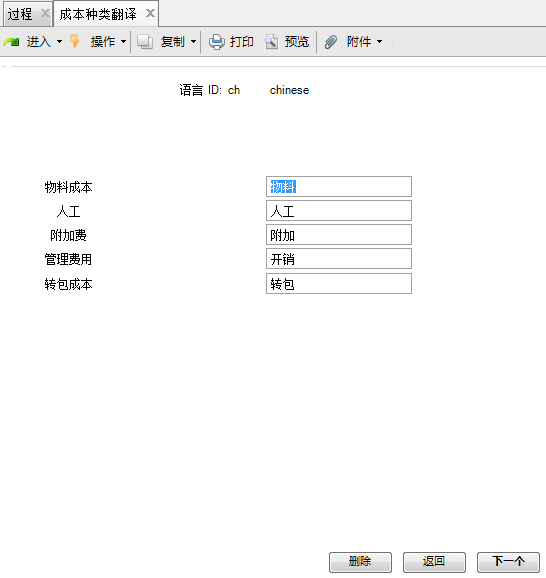 过程 成本种类翻译
进入 操作 复制 打印 预览 附件
语言 ID: ch chinese
物料成本 物料
人工 人工
附加费 附加
管理费用 开销
转包成本 转包
删除 返回 下一个